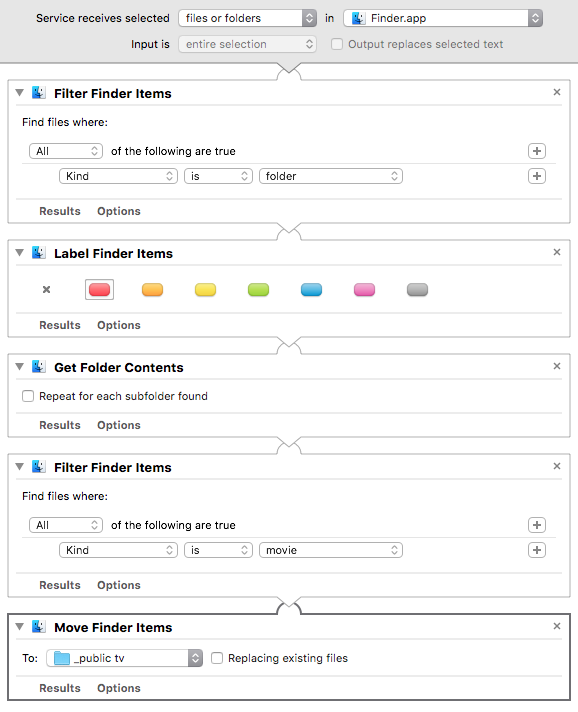 Service receives selected files or folders in Finder.app
Input is entire selection Output replaces selected text
Filter Finder Items
Find files where:
All of the following are true
Kind is folder
Results Options
Label Finder Items
Results Options
Get Folder Contents
Repeat for each subfolder found
Results Options
Filter Finder Items
Find files where:
All of the following are true
Kind is movie
Results Options
Move Finder Items
To: _public tv Replacing existing files
Results Options